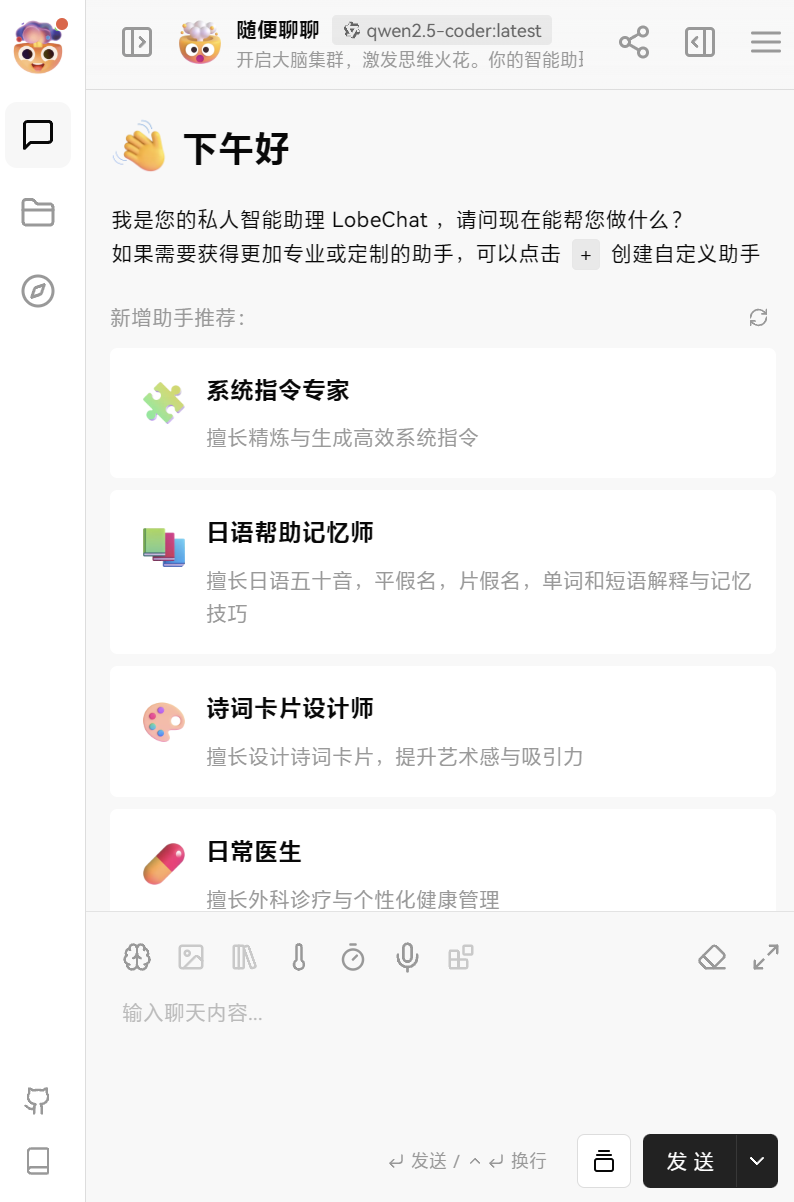 随便聊聊 qwen2.5-coder:latest
开启大脑集群，激发思维火花。你的智能助
下午好
我是您的私人智能助理 LobeChat ，请问现在能帮您做什么？
如果需要获得更加专业或定制的助手，可以点击 + 创建自定义助手
新增助手推荐：
系统指令专家
擅长精炼与生成高效系统指令
日语帮助记忆师
擅长日语五十音，平假名，片假名，单词和短语解释与记忆
技巧
诗词卡片设计师
擅长设计诗词卡片，提升艺术感与吸引力
日常医生
擅长外科诊疗与个性化健康管理
输入聊天内容...
发送 / 换行
发送